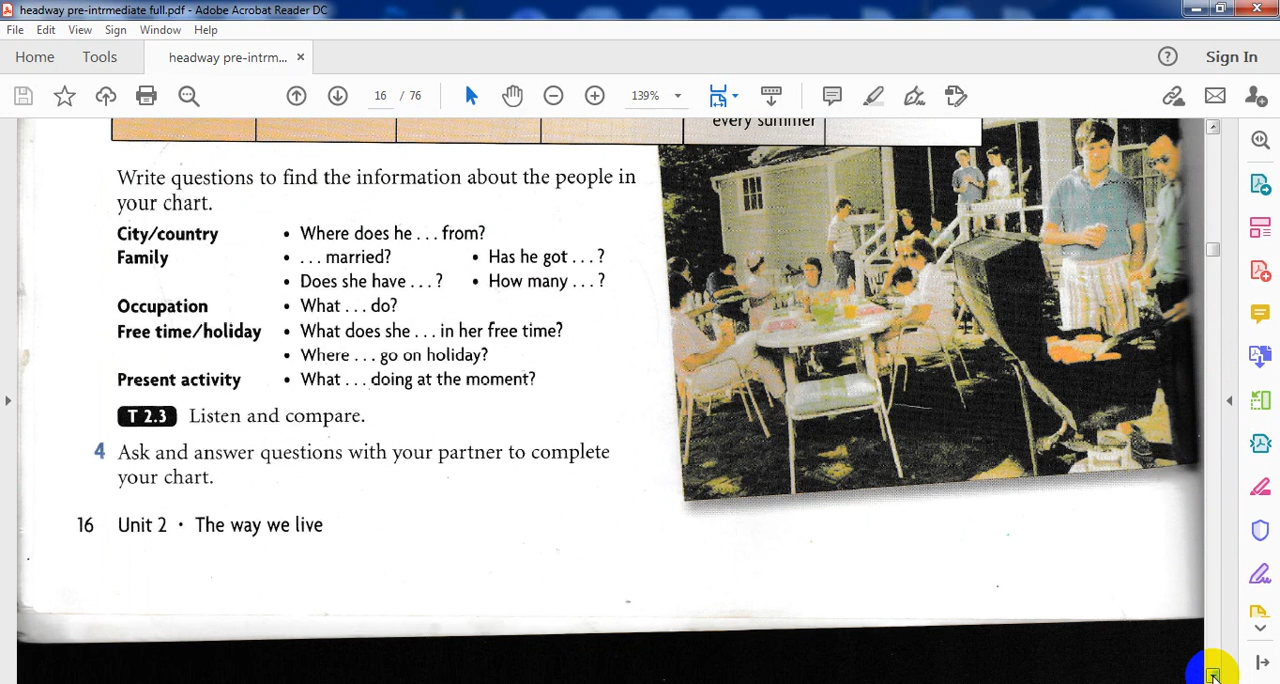 headway pre-intrmediate full.pdf - Adobe Acrobat Reader DC
File Edit View Sign Window Help
Home Tools headway pre-intrm... ×
? Sign In
16 / 76 139%
every summer
Write questions to find the information about the people in
your chart.
City/country • Where does he . . . from?
Family • . . . married? • Has he got . . . ?
• Does she have . . . ? • How many . . . ?
Occupation • What . . . do?
Free time/holiday • What does she . . . in her free time?
• Where . . . go on holiday?
Present activity • What . . . doing at the moment?
T 2.3 Listen and compare.
4 Ask and answer questions with your partner to complete
your chart.
16 Unit 2 • The way we live